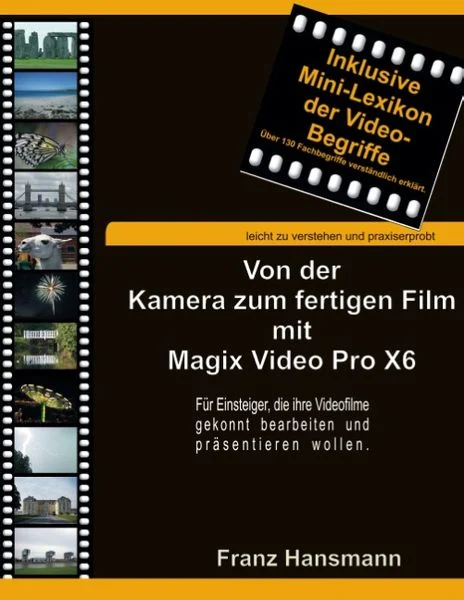 Inklusive
Mini-Lexikon
der Video-
Begriffe
Über 130 Fachbegriffe verständlich erklärt.
leicht zu verstehen und praxiserprobt
Von der
Kamera zum fertigen Film
mit
Magix Video Pro X6
Für Einsteiger, die ihre Videofilme
gekonnt bearbeiten und
präsentieren wollen.
Franz Hansmann